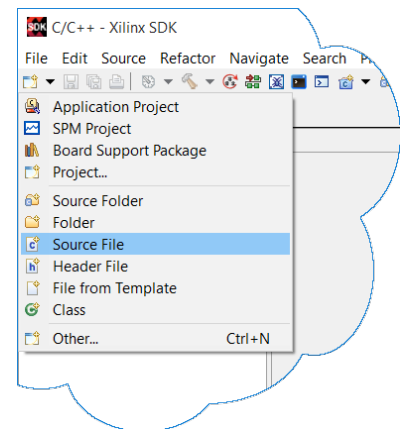 SDK C/C++ - Xilinx SDK
File Edit Source Refactor Navigate Search
Application Project
SPM Project
Board Support Package
Project...
Source Folder
Folder
Source File
Header File
File from Template
Class
Other... Ctrl+N